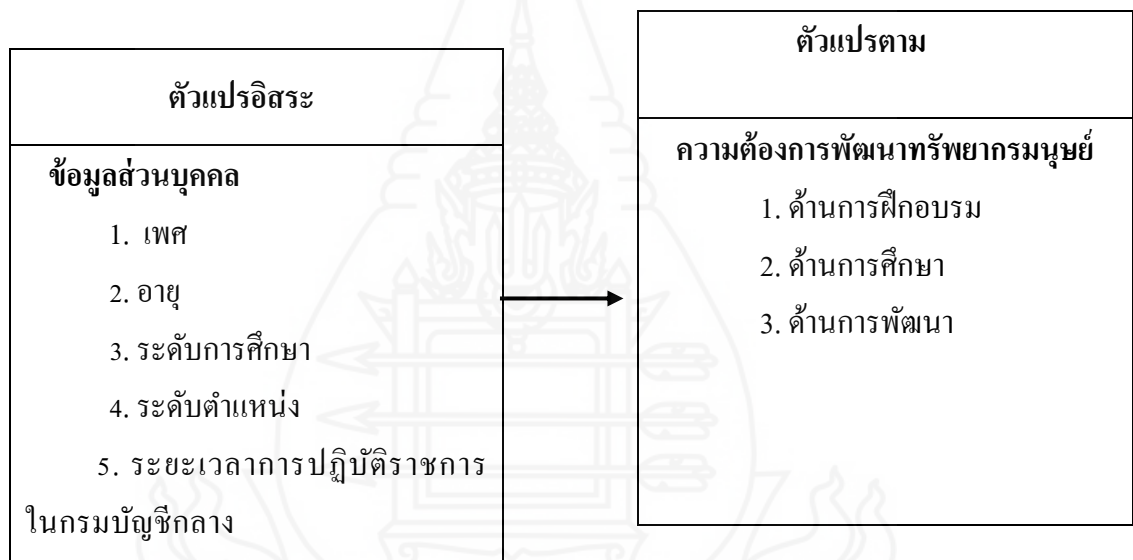 ตัวแปรอิสระ
ข้อมูลส่วนบุคคล
1. เพศ
2. อายุ
3. ระดับการศึกษา
4. ระดับตำแหน่ง
5. ระยะเวลาการปฏิบัติราชการ
ในกรมบัญชีกลาง
ตัวแปรตาม
ความต้องการพัฒนาทรัพยากรมนุษย์
1. ด้านการฝึกอบรม
2. ด้านการศึกษา
3. ด้านการพัฒนา